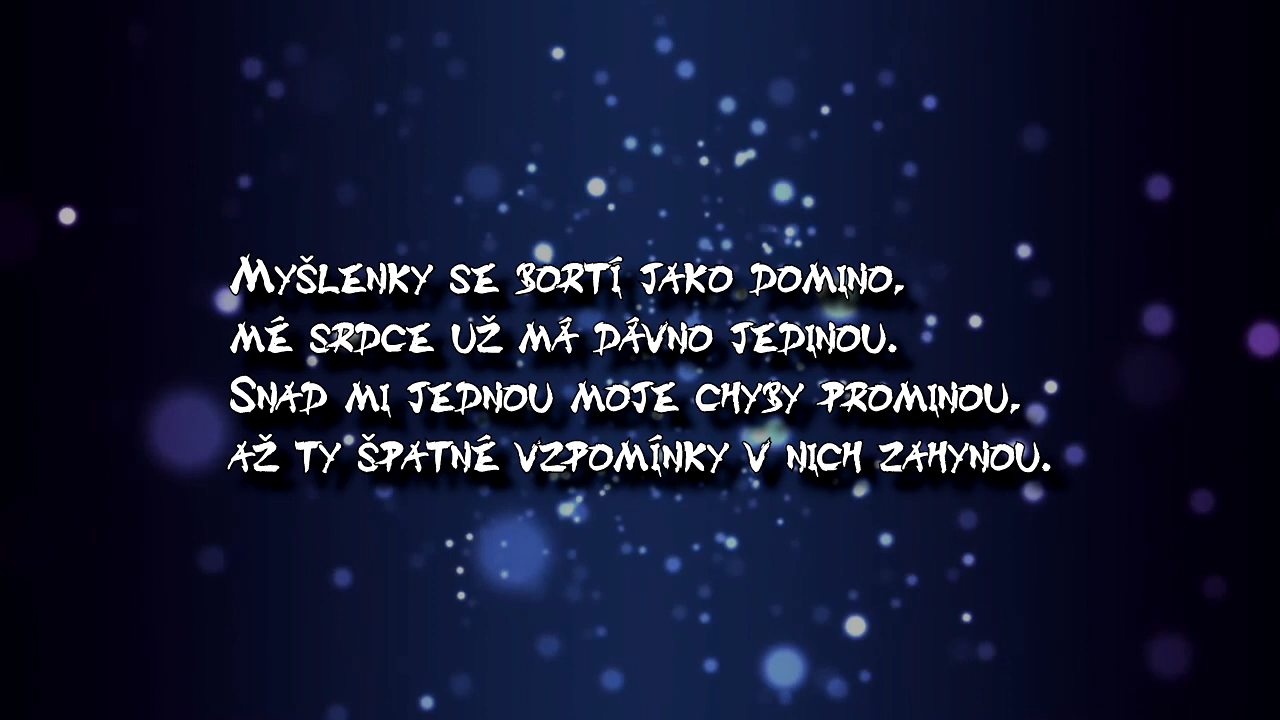 Myšlenky se bortí jako domino,
mé srdce už má dávno jedinou.
Snad mi jednou moje chyby prominou,
až ty špatné vzpomínky v nich zahynou.